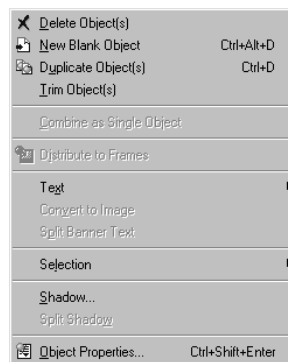 Delete Object(s)
New Blank Object Ctrl+Alt+D
Duplicate Object(s) Ctrl+D
Trim Object(s)
Combine as Single Object
Distribute to Frames
Text
Convert to Image
Split Banner Text
Selection
Shadow...
Split Shadow
Object Properties... Ctrl+Shift+Enter